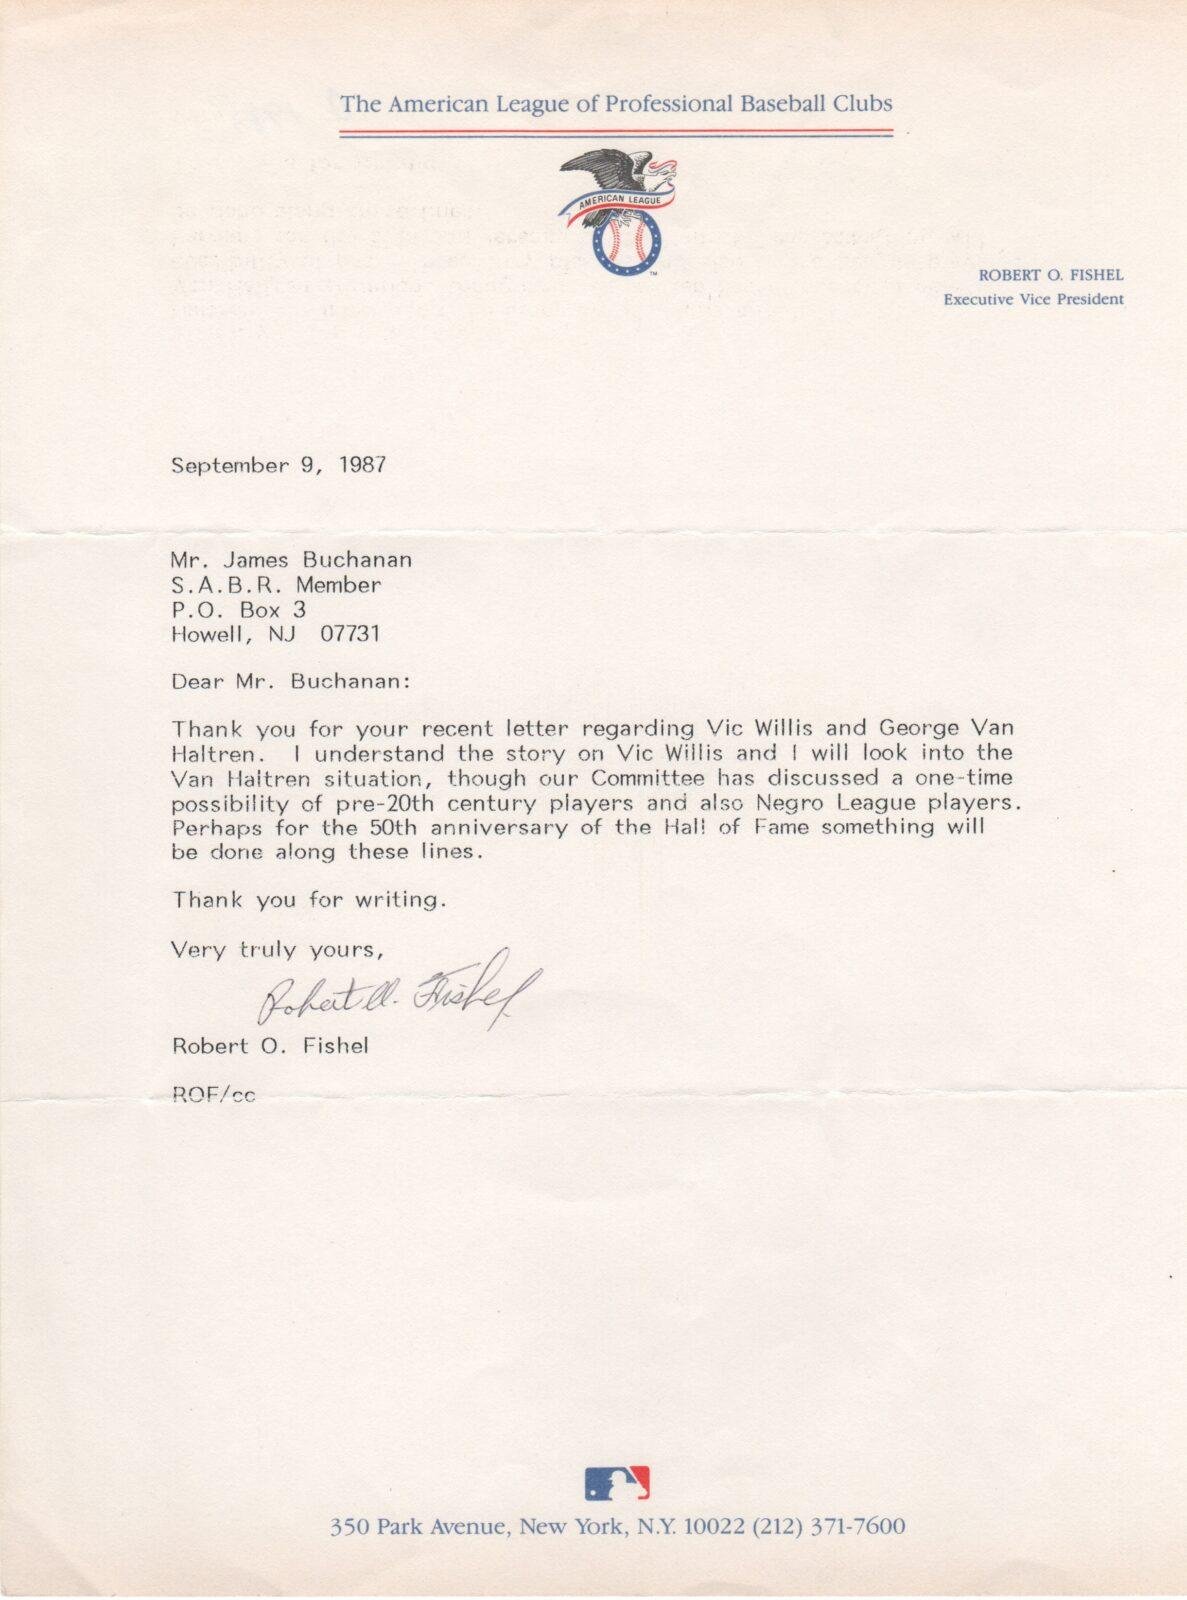 The American League of Professional Baseball Clubs
AMERICAN LEAGUE
TM
ROBERT O. FISHEL
Executive Vice President
September 9, 1987
Mr. James Buchanan
S.A.B.R. Member
P.O. Box 3
Howell, NJ  07731
Dear Mr. Buchanan:
Thank you for your recent letter regarding Vic Willis and George Van
Haltren.  I understand the story on Vic Willis and I will look into the
Van Haltren situation, though our Committee has discussed a one-time
possibility of pre-20th century players and also Negro League players.
Perhaps for the 50th anniversary of the Hall of Fame something will
be done along these lines.
Thank you for writing.
Very truly yours,
Robert O. Fishel
Robert O. Fishel
ROF/cc
350 Park Avenue, New York, N.Y. 10022 (212) 371-7600